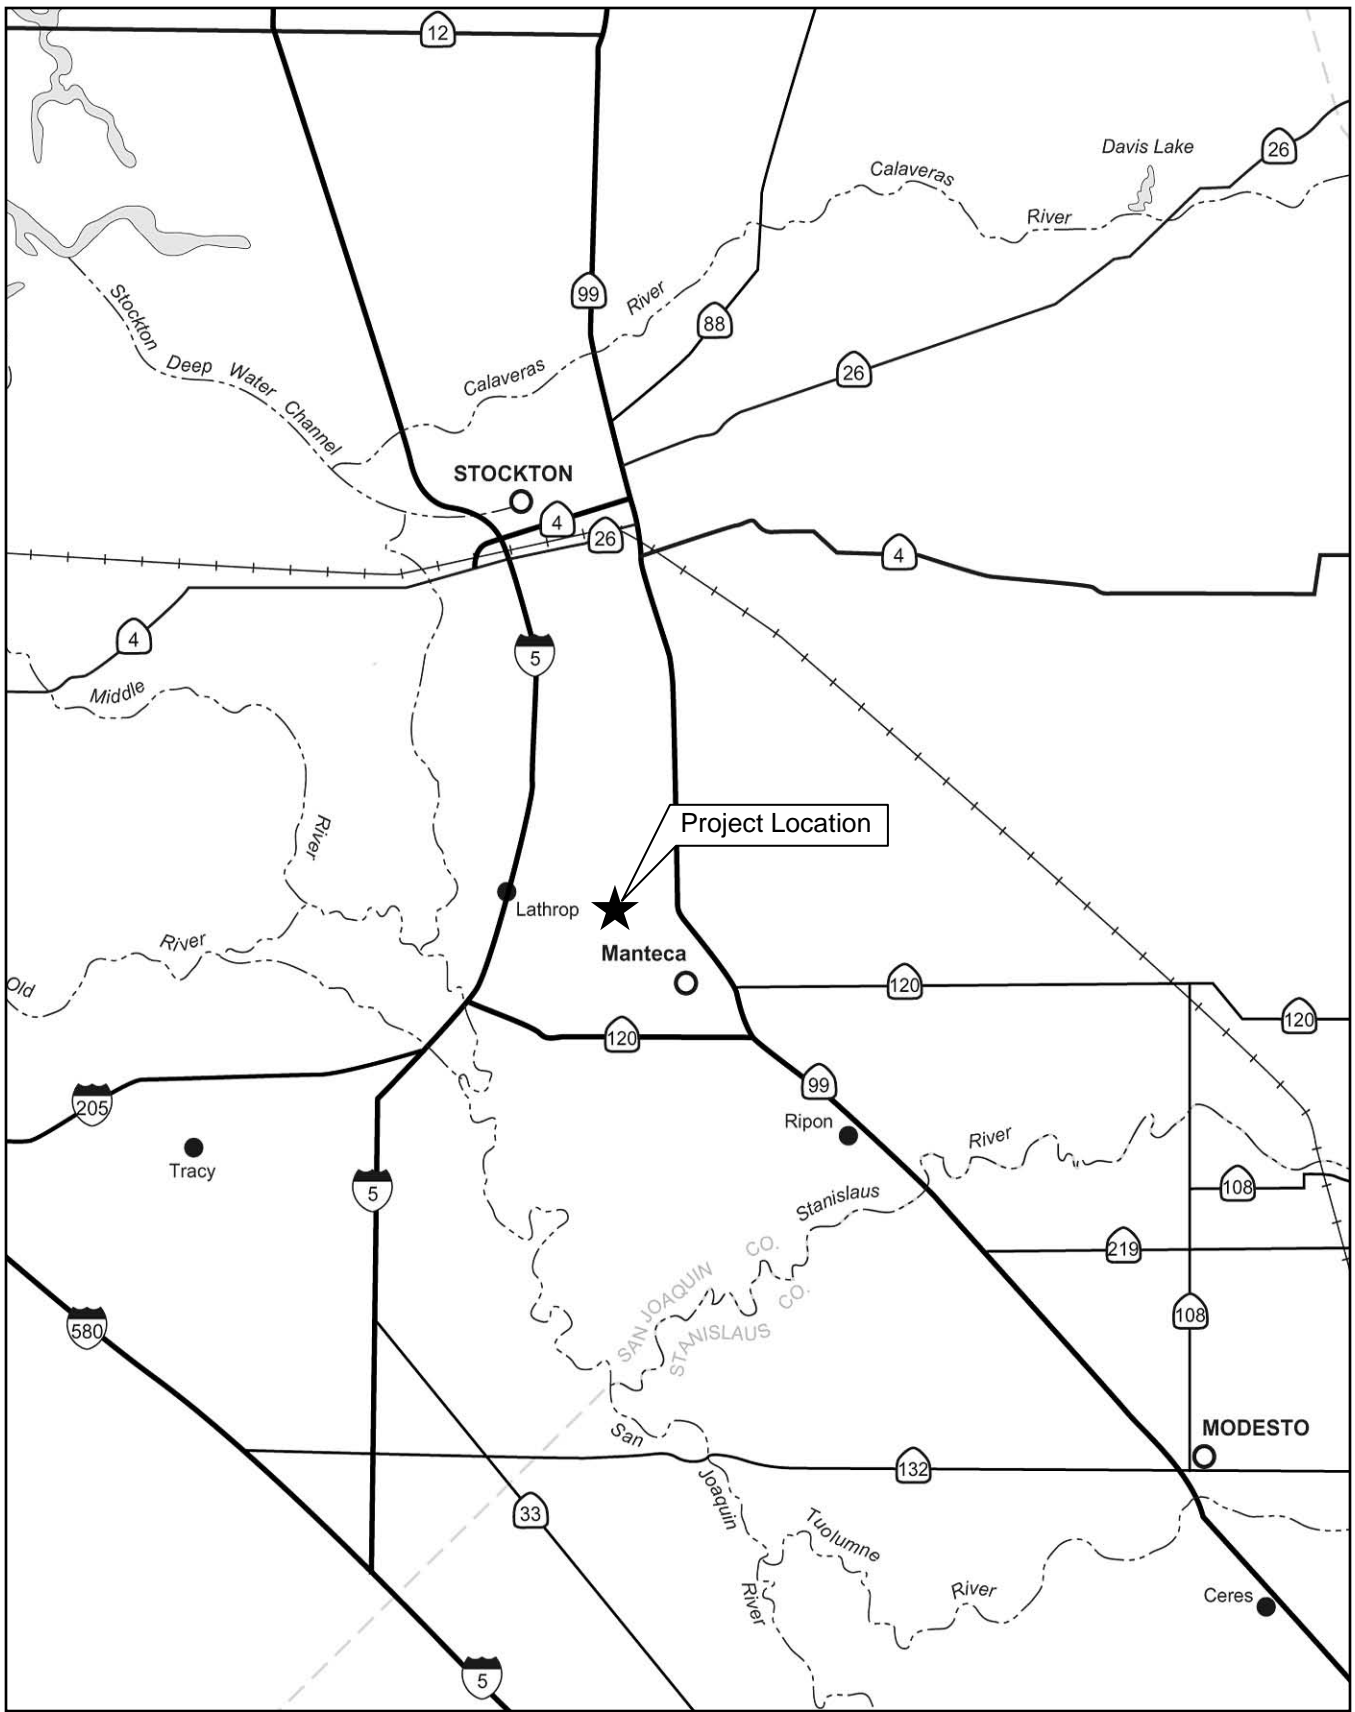 12
Davis Lake
26
Calaveras
River
99
Stockton
River
88
Deep
Water
Calaveras
26
Channel
STOCKTON
4
26
4
4
5
Middle
River
Project Location
Lathrop
River
Manteca
Old
120
120
120
205
99
Ripon
River
Tracy
5
108
Stanislaus
CO.
219
SAN JOAQUIN
CO.
580
STANISLAUS
108
San
MODESTO
132
Joaquin
33
Tuolumne
River
River
Ceres
5